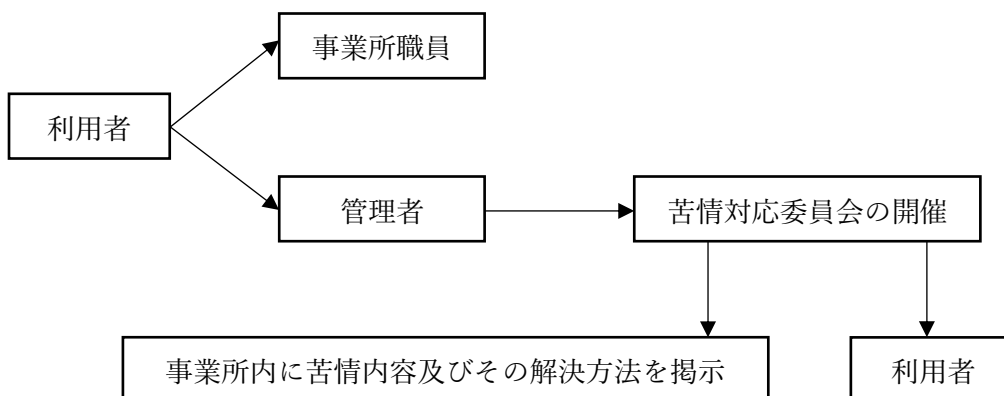 事業所職員
利用者
管理者
苦情対応委員会の開催
事業所内に苦情内容及びその解決方法を掲示
利用者